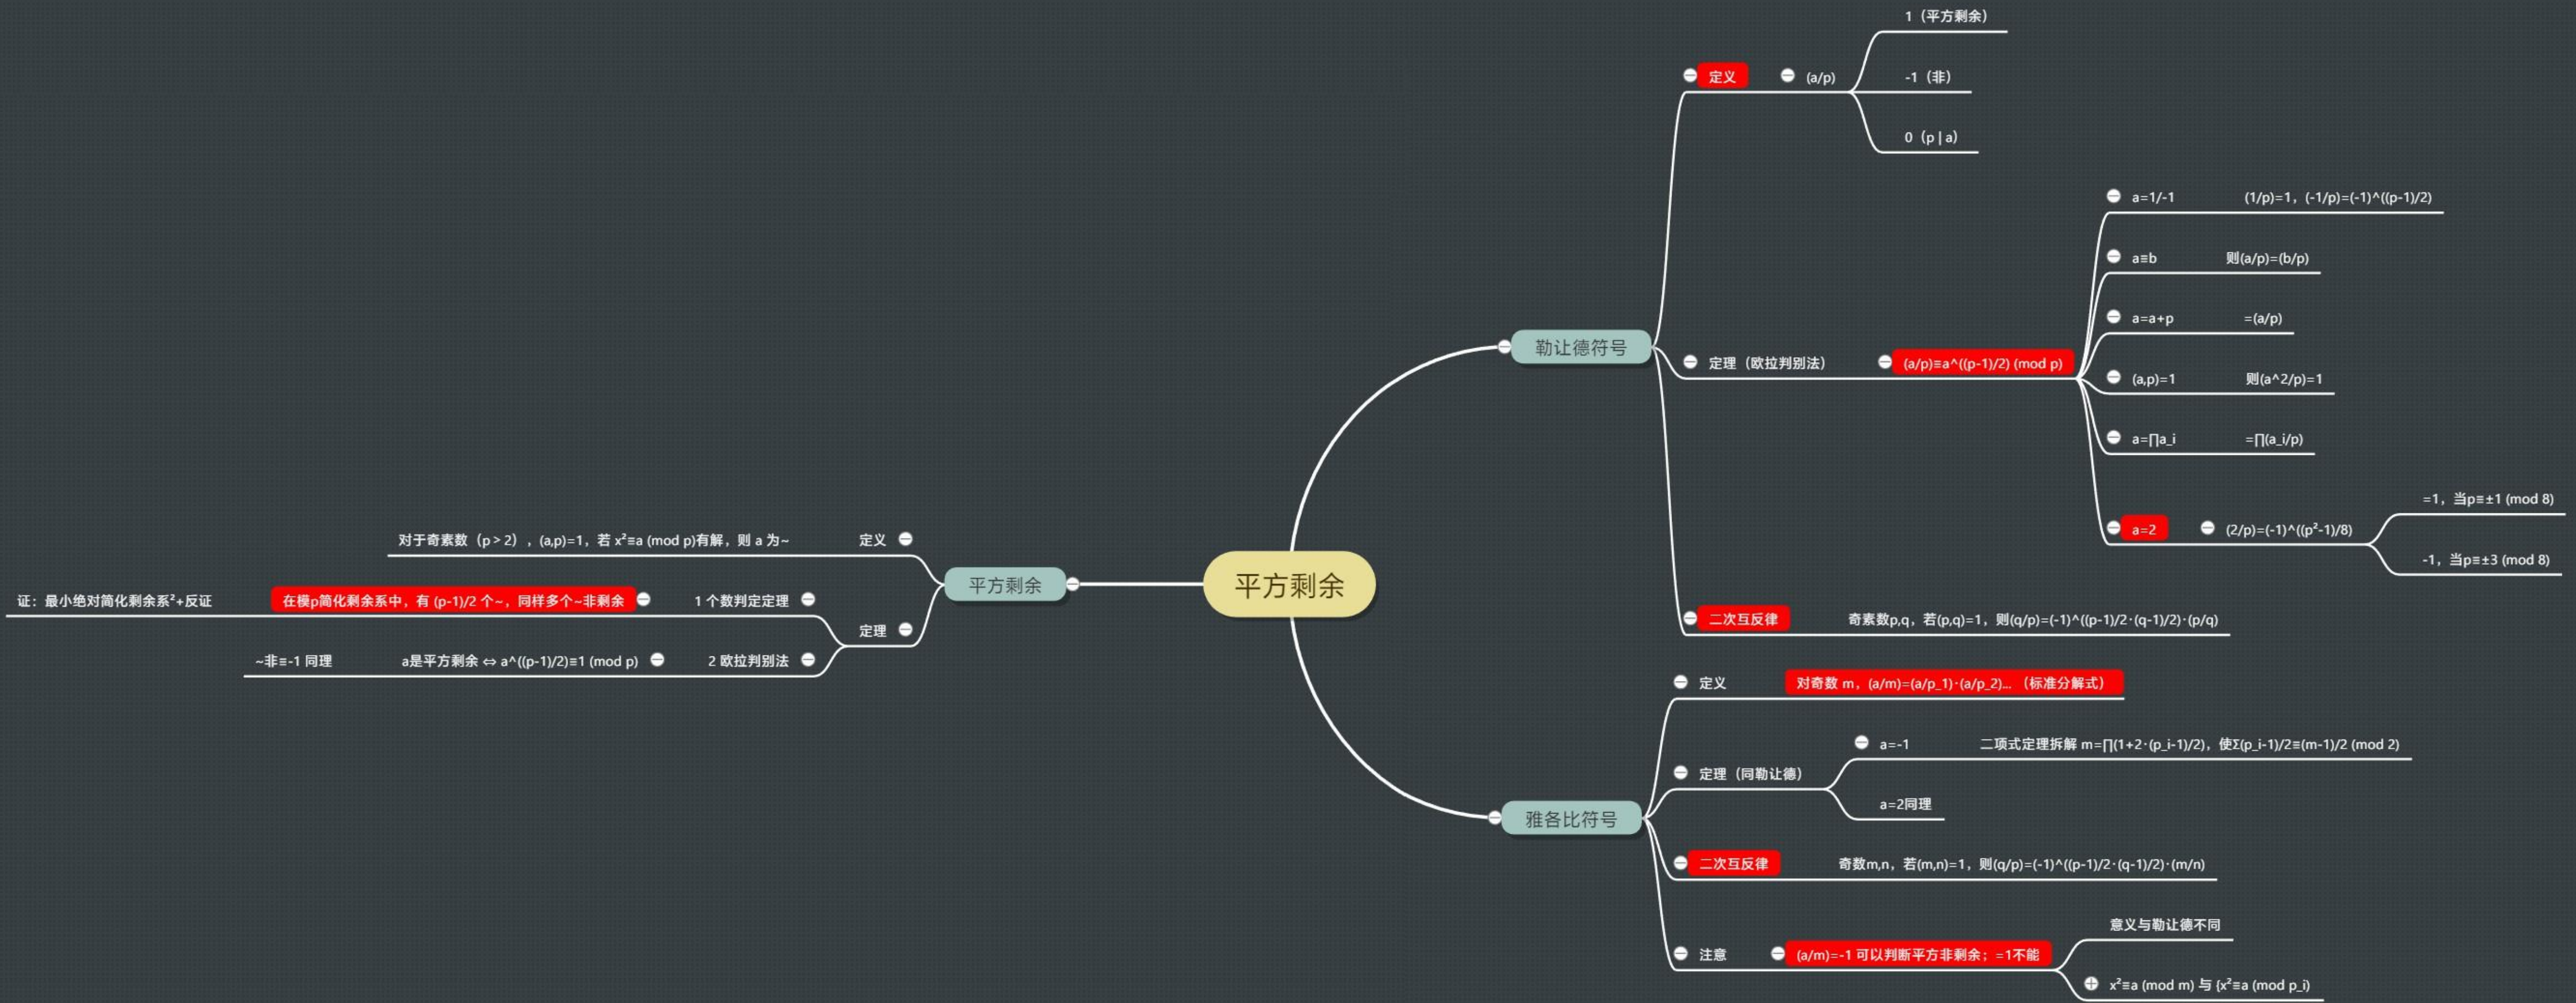 平方剩余
勒让德符号
定义
(a/p)
1（平方剩余）
-1（非）
0（p | a）
定理（欧拉判别法）
(a/p)≡a^((p-1)/2) (mod p)
a=1/-1
(1/p)=1，(-1/p)=(-1)^((p-1)/2)
a≡b
则(a/p)=(b/p)
a=a+p
=(a/p)
(a,p)=1
则(a^2/p)=1
a=∏a_i
=∏(a_i/p)
a=2
(2/p)=(-1)^((p²-1)/8)
=1，当p≡±1 (mod 8)
-1，当p≡±3 (mod 8)
二次互反律
奇素数p,q，若(p,q)=1，则(q/p)=(-1)^((p-1)/2·(q-1)/2)·(p/q)
雅各比符号
定义
对奇数 m，(a/m)=(a/p_1)·(a/p_2)... （标准分解式）
定理（同勒让德）
a=-1
二项式定理拆解 m=∏(1+2·(p_i-1)/2)，使Σ(p_i-1)/2≡(m-1)/2 (mod 2)
a=2同理
二次互反律
奇数m,n，若(m,n)=1，则(q/p)=(-1)^((p-1)/2·(q-1)/2)·(m/n)
注意
(a/m)=-1 可以判断平方非剩余；=1不能
意义与勒让德不同
x²≡a (mod m) 与 {x²≡a (mod p_i)
平方剩余
定义
对于奇素数（p > 2），(a,p)=1，若 x²≡a (mod p)有解，则 a 为~
定理
1 个数判定定理
在模p简化剩余系中，有 (p-1)/2 个~，同样多个~非剩余
证：最小绝对简化剩余系²+反证
2 欧拉判别法
a是平方剩余 ⇔ a^((p-1)/2)≡1 (mod p)
~非≡-1 同理